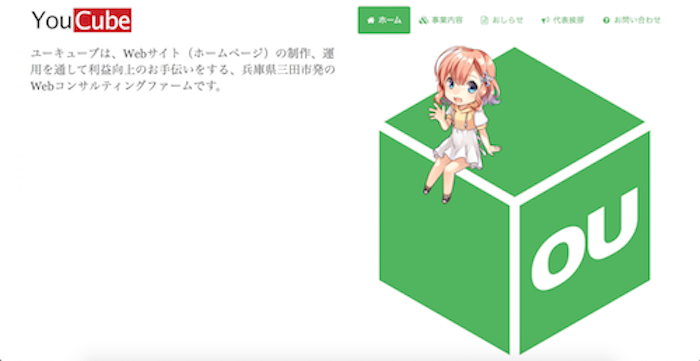 YouCube
ホーム 事業内容 おしらせ 代表挨拶 お問い合わせ
ユーキューブは、Webサイト（ホームページ）の制作、運
用を通して利益向上のお手伝いをする、兵庫県三田市発の
Webコンサルティングファームです。
OU